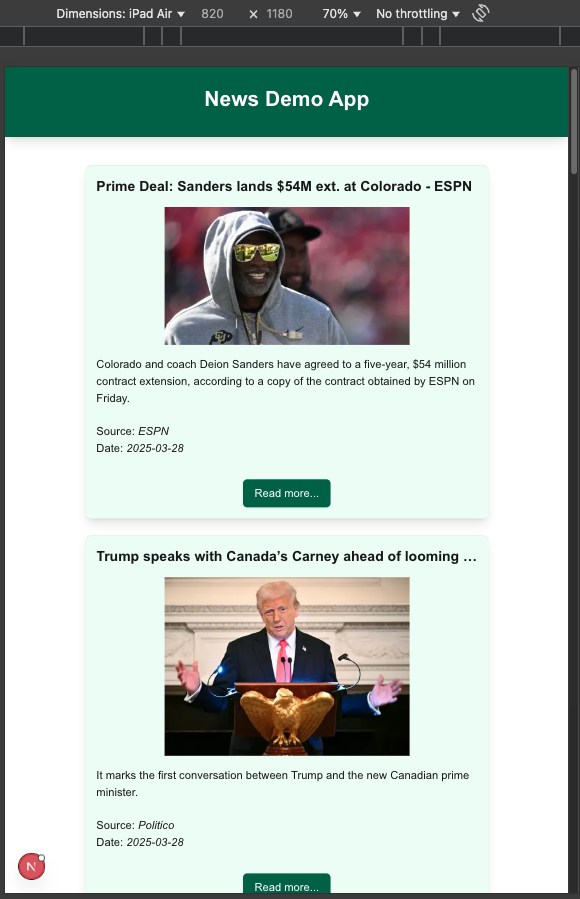 Dimensions: iPad Air ▼ 820 × 1180 70% ▼ No throttling ▼
News Demo App
Prime Deal: Sanders lands $54M ext. at Colorado - ESPN
CU
Colorado and coach Deion Sanders have agreed to a five-year, $54 million
contract extension, according to a copy of the contract obtained by ESPN on
Friday.
Source: ESPN
Date: 2025-03-28
Read more...
Trump speaks with Canada’s Carney ahead of looming …
It marks the first conversation between Trump and the new Canadian prime
minister.
Source: Politico
Date: 2025-03-28
Read more...
N